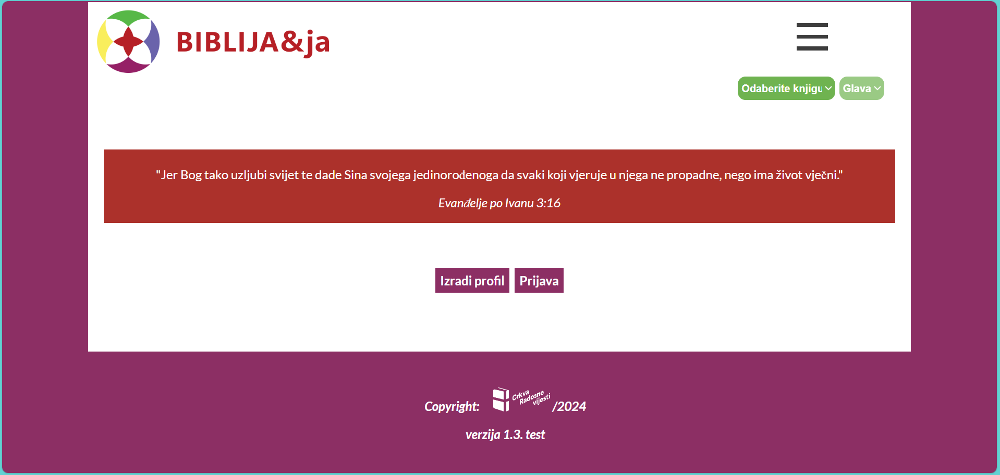 BIBLIJA&ja
Odaberite knjigu
Glava
"Jer Bog tako uzljubi svijet te dade Sina svojega jedinorođenoga da svaki koji vjeruje u njega ne propadne, nego ima život vječni."
Evanđelje po Ivanu 3:16
Izradi profil
Prijava
Copyright:
Crkva
Radosne
vijesti
/2024
verzija 1.3. test